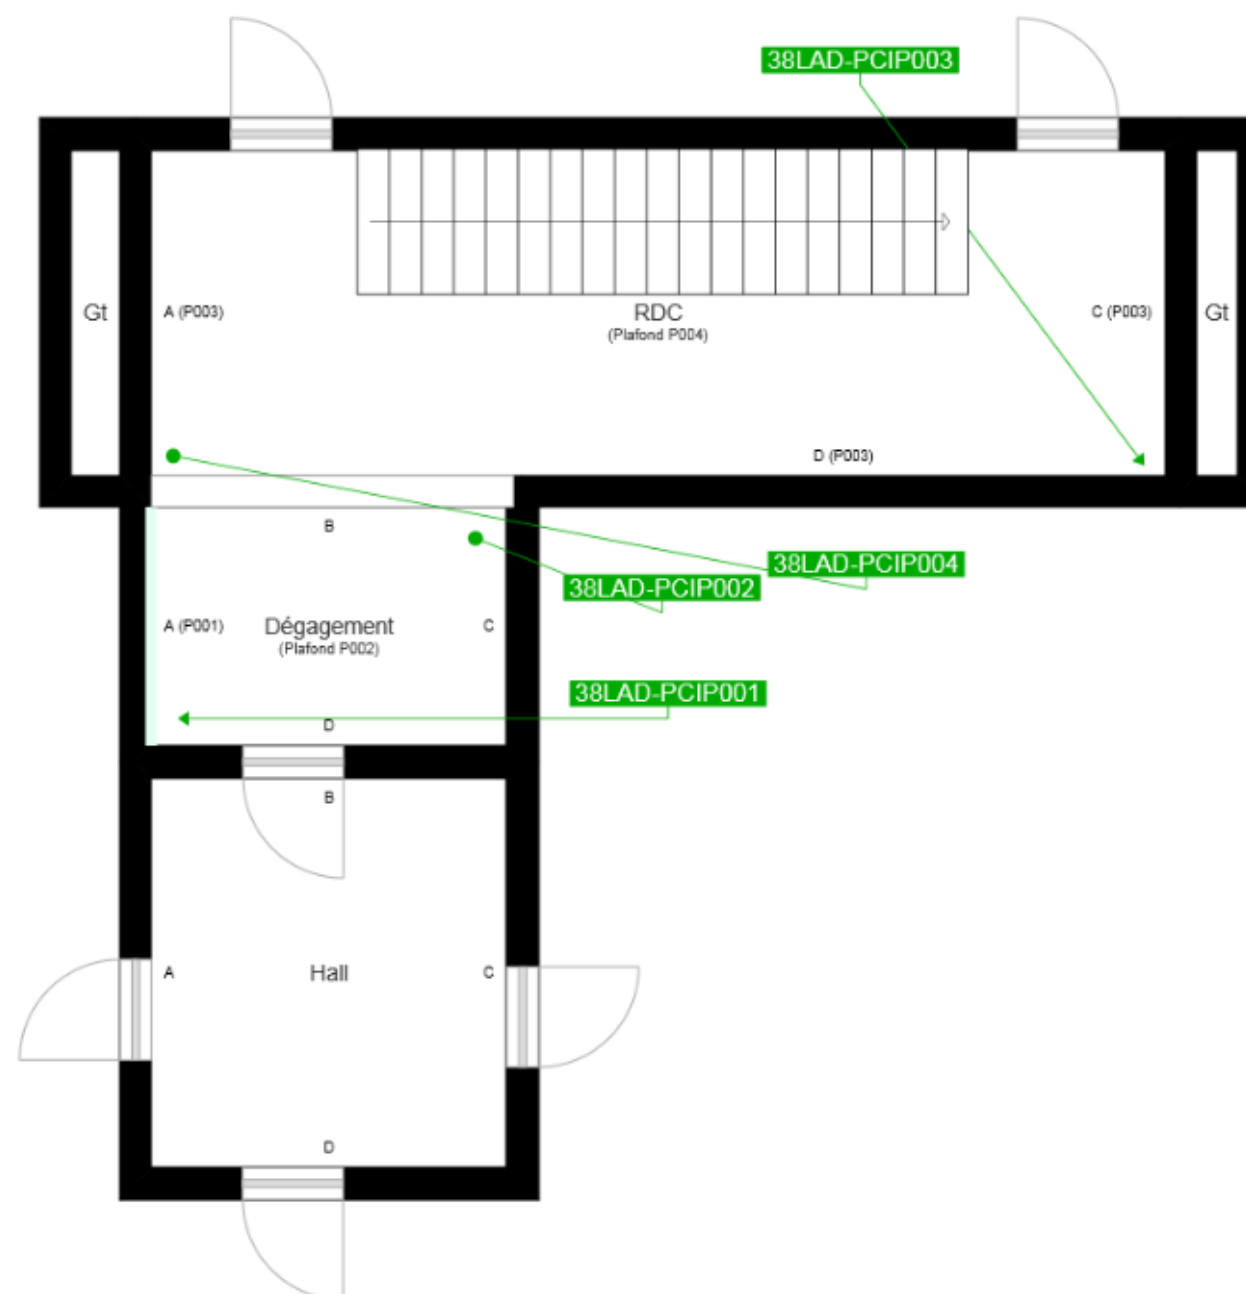 38LAD-PCIP003
Gt
A (P003)
RDC
(Plafond P004)
C (P003)
Gt
D (P003)
B
38LAD-PCIP004
38LAD-PCIP002
A (P001)
Dégagement
(Plafond P002)
C
38LAD-PCIP001
D
B
A
Hall
C
D